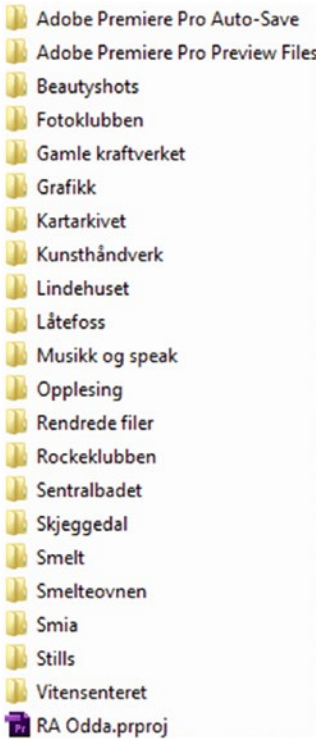 Adobe Premiere Pro Auto-Save
Adobe Premiere Pro Preview Files
Beautyshots
Fotoklubben
Gamle kraftverket
Grafikk
Kartarkivet
Kunsthåndverk
Lindehuset
Låtefoss
Musikk og speak
Opplesing
Rendrede filer
Rockeklubben
Sentralbadet
Skjeggedal
Smelt
Smelteovnen
Smia
Stills
Vitensenteret
Pr RA Odda.prproj